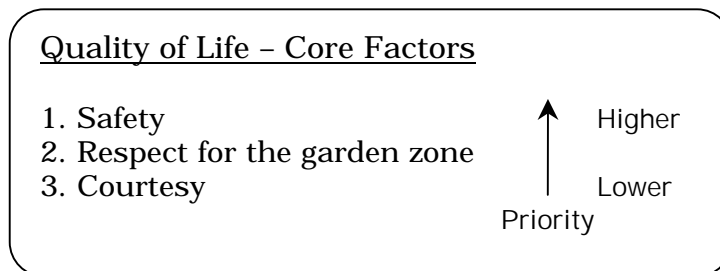 Quality of Life – Core Factors
1. Safety
2. Respect for the garden zone
3. Courtesy
Higher
Lower
Priority